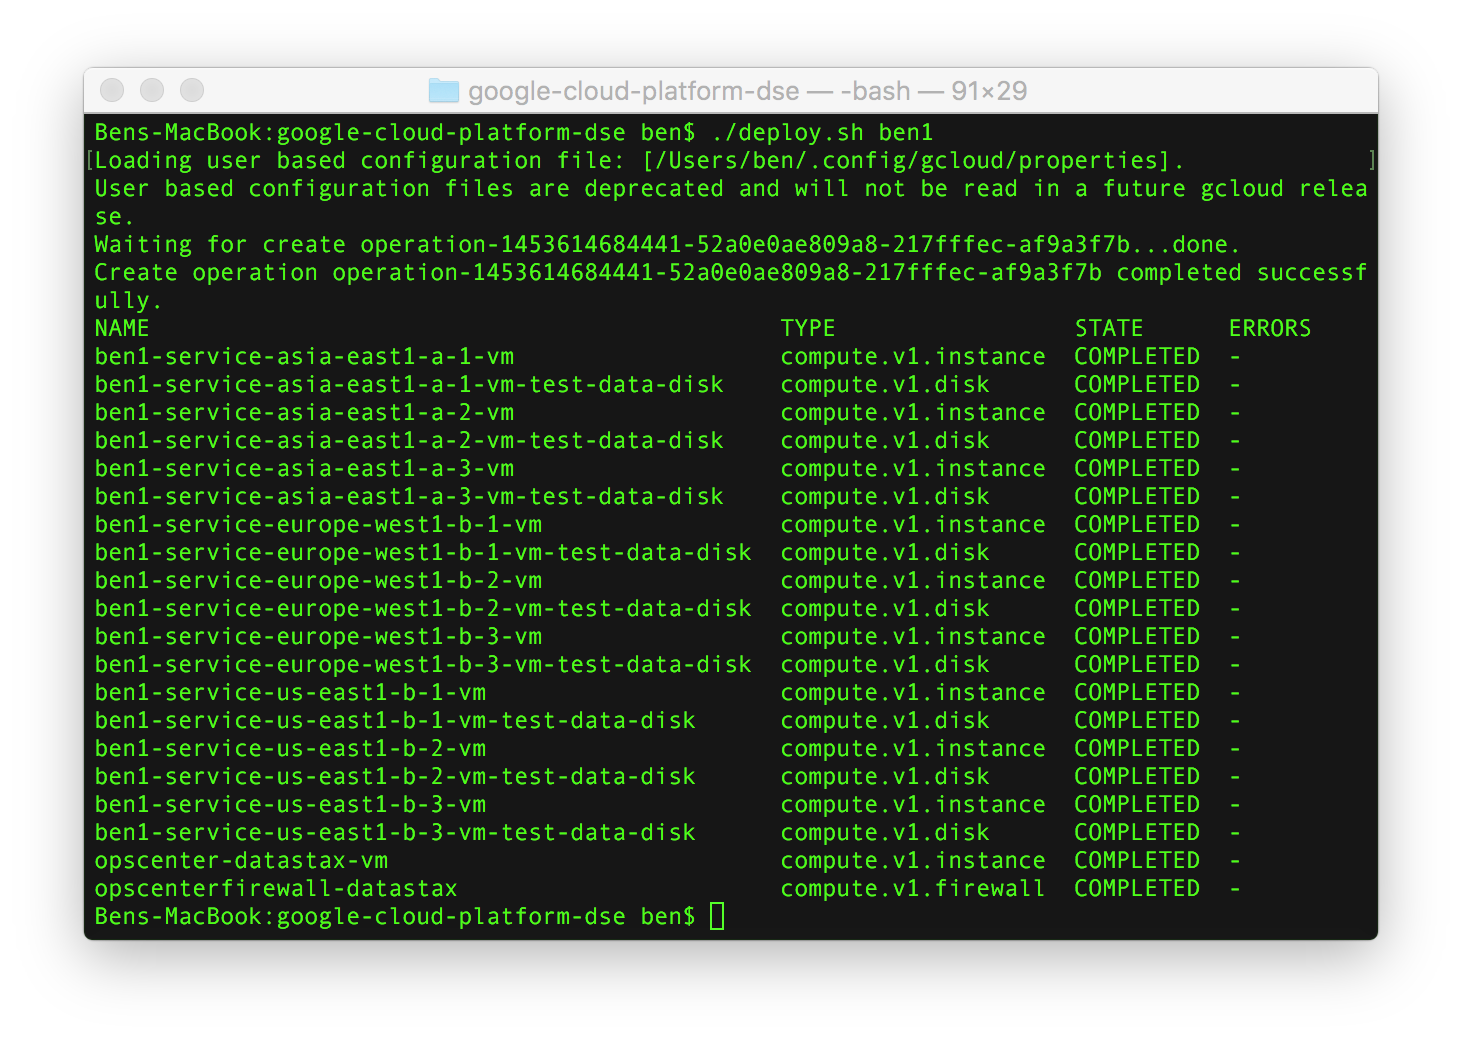 google-cloud-platform-dse — -bash — 91×29
Bens-MacBook:google-cloud-platform-dse ben$ ./deploy.sh ben1
[Loading user based configuration file: [/Users/ben/.config/gcloud/properties]. ]
User based configuration files are deprecated and will not be read in a future gcloud relea
se.
Waiting for create operation-1453614684441-52a0e0ae809a8-217fffec-af9a3f7b...done.
Create operation operation-1453614684441-52a0e0ae809a8-217fffec-af9a3f7b completed successf
ully.
NAME TYPE STATE ERRORS
ben1-service-asia-east1-a-1-vm compute.v1.instance COMPLETED -
ben1-service-asia-east1-a-1-vm-test-data-disk compute.v1.disk COMPLETED -
ben1-service-asia-east1-a-2-vm compute.v1.instance COMPLETED -
ben1-service-asia-east1-a-2-vm-test-data-disk compute.v1.disk COMPLETED -
ben1-service-asia-east1-a-3-vm compute.v1.instance COMPLETED -
ben1-service-asia-east1-a-3-vm-test-data-disk compute.v1.disk COMPLETED -
ben1-service-europe-west1-b-1-vm compute.v1.instance COMPLETED -
ben1-service-europe-west1-b-1-vm-test-data-disk compute.v1.disk COMPLETED -
ben1-service-europe-west1-b-2-vm compute.v1.instance COMPLETED -
ben1-service-europe-west1-b-2-vm-test-data-disk compute.v1.disk COMPLETED -
ben1-service-europe-west1-b-3-vm compute.v1.instance COMPLETED -
ben1-service-europe-west1-b-3-vm-test-data-disk compute.v1.disk COMPLETED -
ben1-service-us-east1-b-1-vm compute.v1.instance COMPLETED -
ben1-service-us-east1-b-1-vm-test-data-disk compute.v1.disk COMPLETED -
ben1-service-us-east1-b-2-vm compute.v1.instance COMPLETED -
ben1-service-us-east1-b-2-vm-test-data-disk compute.v1.disk COMPLETED -
ben1-service-us-east1-b-3-vm compute.v1.instance COMPLETED -
ben1-service-us-east1-b-3-vm-test-data-disk compute.v1.disk COMPLETED -
opscenter-datastax-vm compute.v1.instance COMPLETED -
opscenterfirewall-datastax compute.v1.firewall COMPLETED -
Bens-MacBook:google-cloud-platform-dse ben$